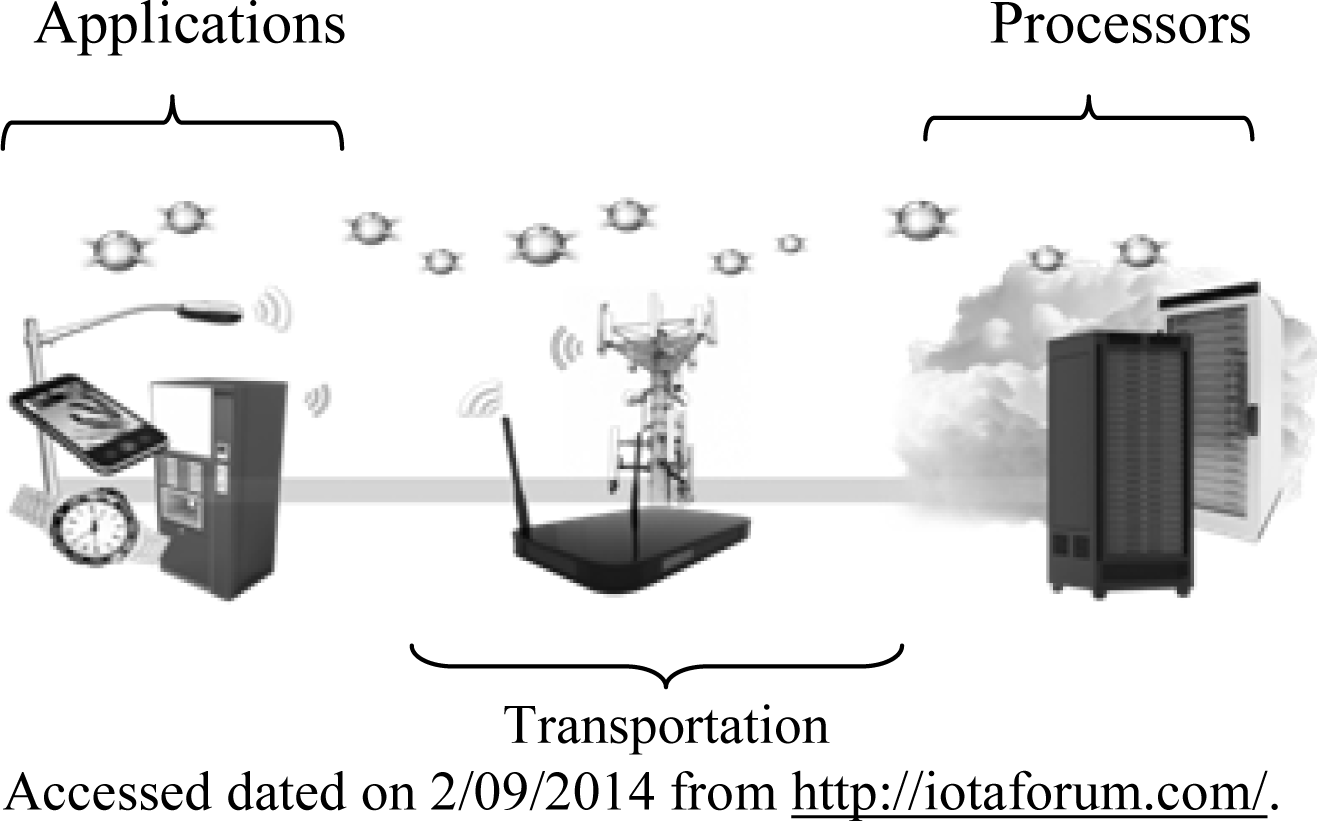 Applications
Processors
Transportation
Accessed dated on 2/09/2014 from http://iotaforum.com/.